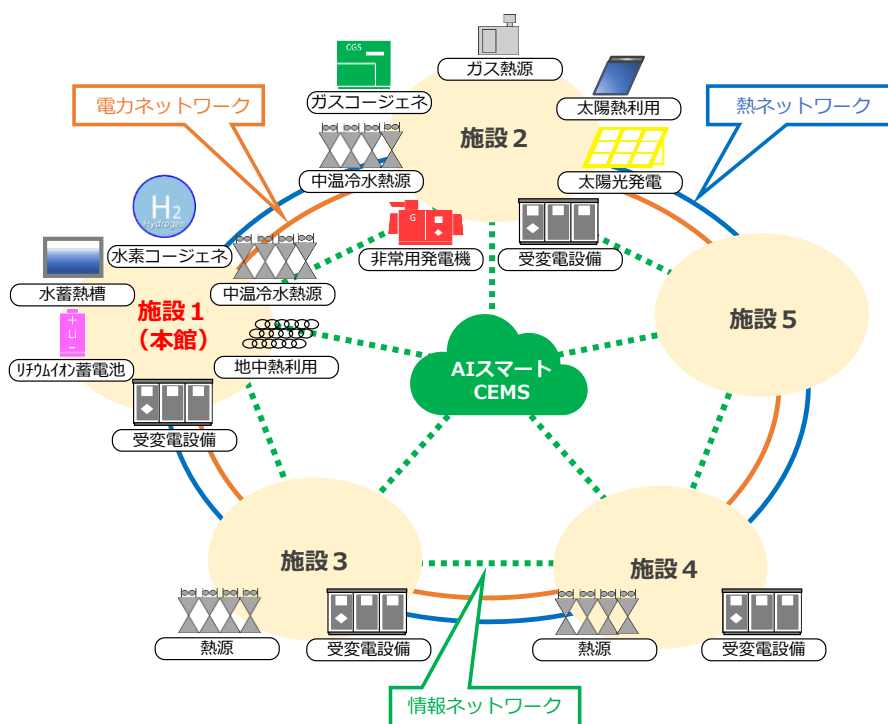 CGS
ガス熱源
電力ネットワーク
ガスコージェネ
太陽熱利用
熱ネットワーク
施設２
中温冷水熱源
太陽光発電
H2
Hydrogen
G
水素コージェネ
非常用発電機
受変電設備
水蓄熱槽
中温冷水熱源
施設１
（本館）
施設５
+
Li
リチウムイオン蓄電池
地中熱利用
AIスマート
CEMS
受変電設備
施設３
施設４
熱源
受変電設備
熱源
受変電設備
情報ネットワーク